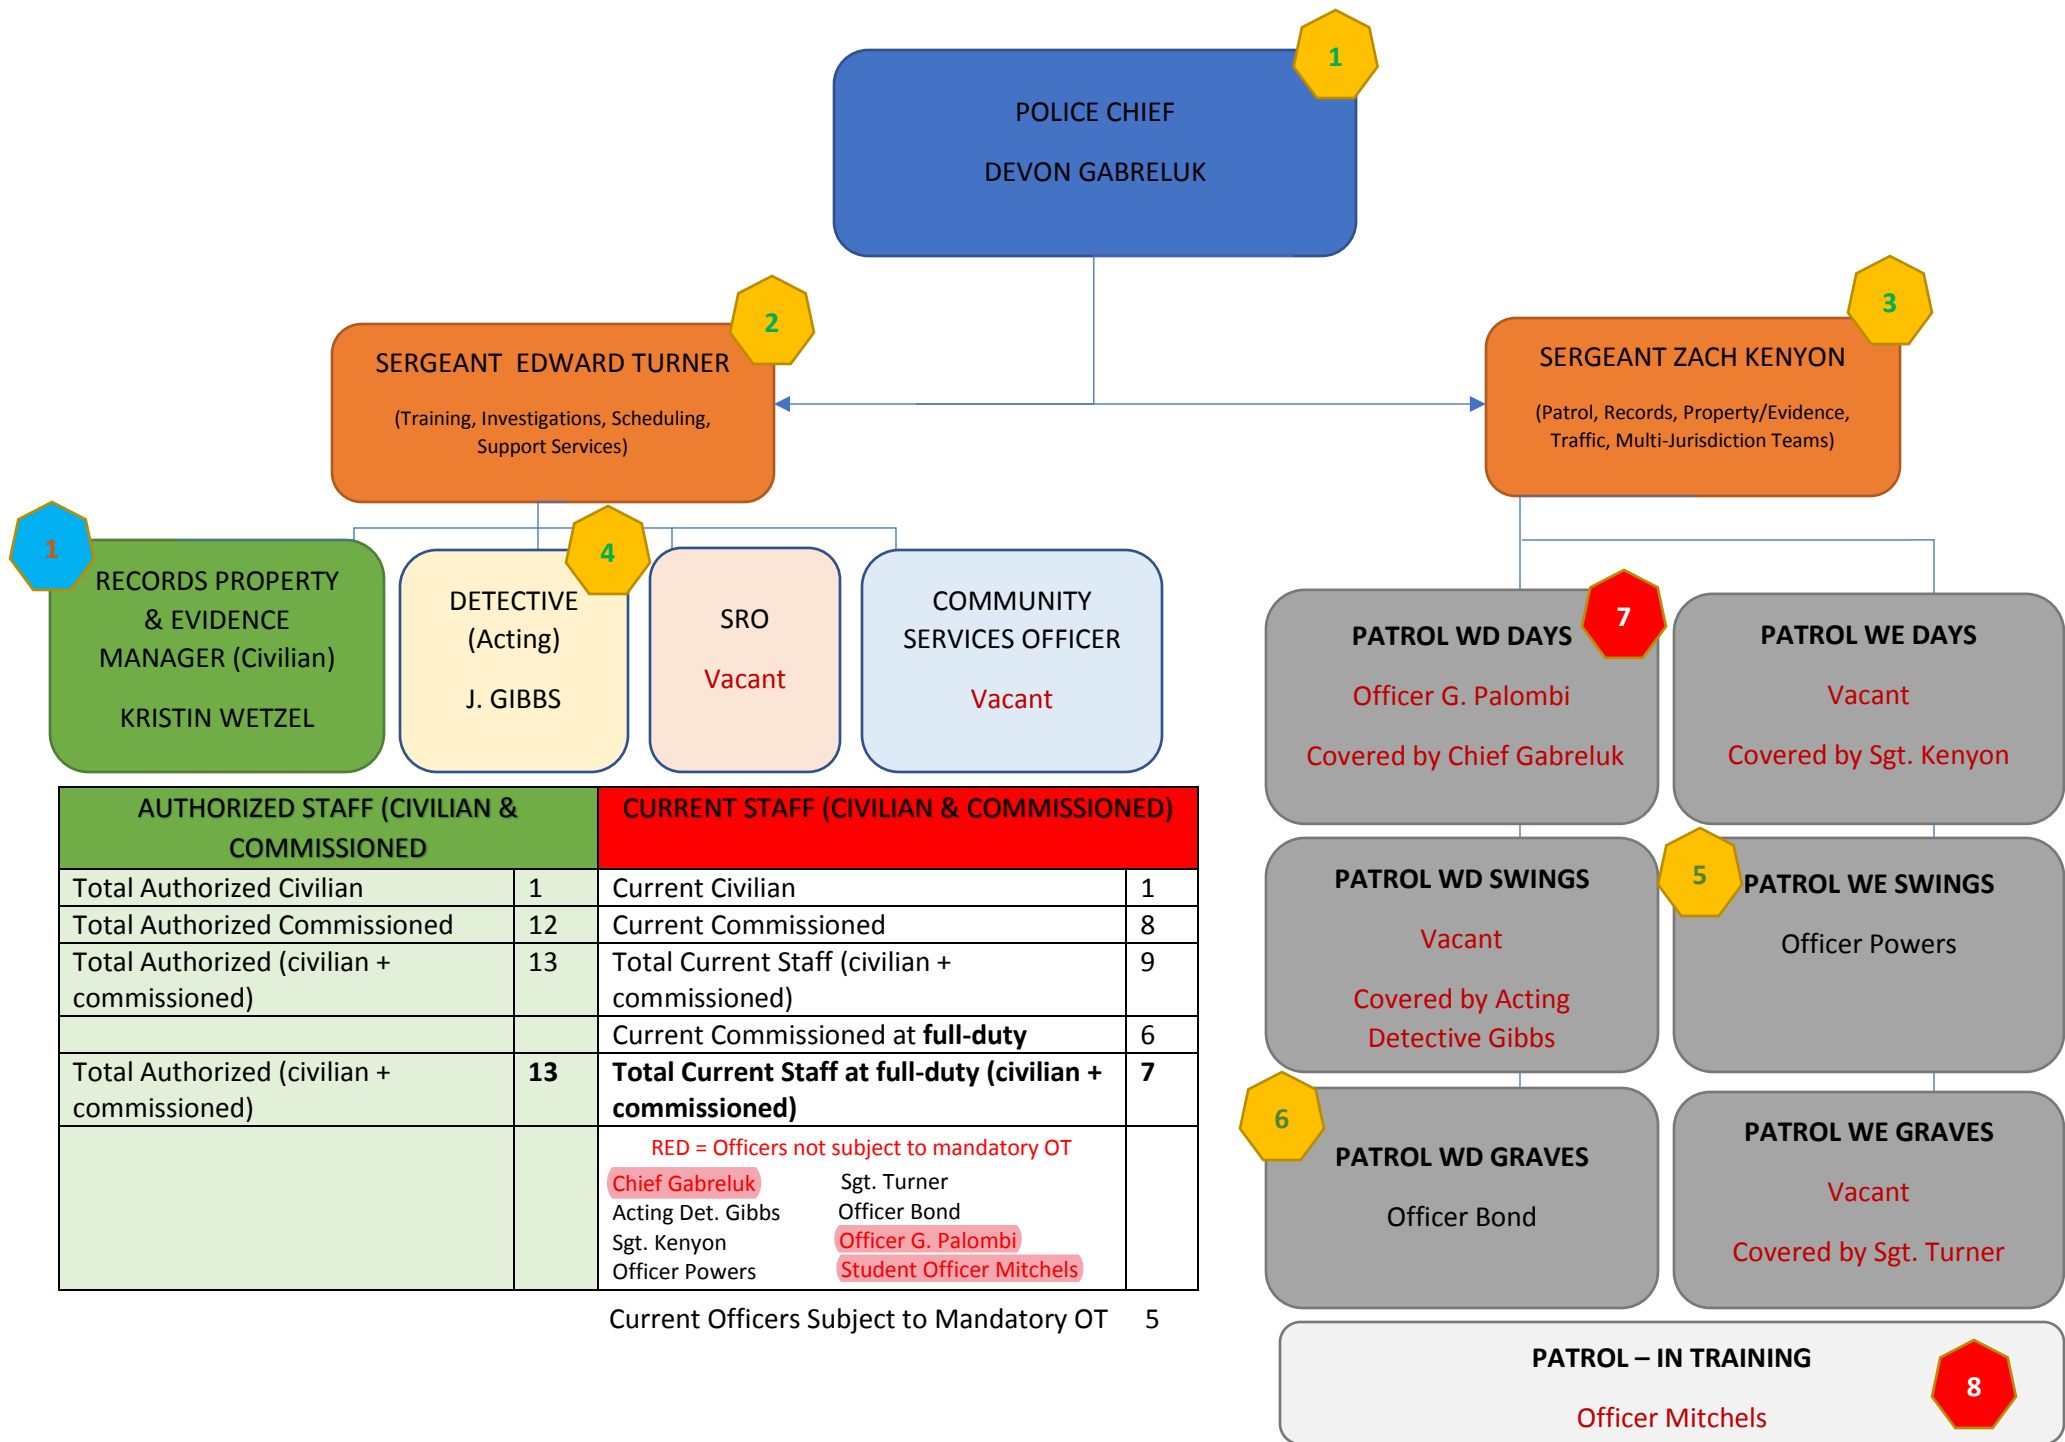 1
POLICE CHIEF
DEVON GABRELUK
2
SERGEANT EDWARD TURNER
(Training, Investigations, Scheduling,
Support Services)
3
SERGEANT ZACH KENYON
(Patrol, Records, Property/Evidence,
Traffic, Multi-Jurisdiction Teams)
1
RECORDS PROPERTY
& EVIDENCE
MANAGER (Civilian)
KRISTIN WETZEL
4
DETECTIVE
(Acting)
J. GIBBS
SRO
Vacant
COMMUNITY
SERVICES OFFICER
Vacant
7
PATROL WD DAYS
Officer G. Palombi
Covered by Chief Gabreluk
PATROL WE DAYS
Vacant
Covered by Sgt. Kenyon
PATROL WD SWINGS
Vacant
Covered by Acting
Detective Gibbs
5
PATROL WE SWINGS
Officer Powers
6
PATROL WD GRAVES
Officer Bond
PATROL WE GRAVES
Vacant
Covered by Sgt. Turner
PATROL – IN TRAINING
Officer Mitchels
8
AUTHORIZED STAFF (CIVILIAN &
COMMISSIONED
CURRENT STAFF (CIVILIAN & COMMISSIONED)
Total Authorized Civilian 1 Current Civilian 1
Total Authorized Commissioned 12 Current Commissioned 8
Total Authorized (civilian + 13 Total Current Staff (civilian + 9
commissioned) commissioned)
Current Commissioned at full-duty 6
Total Authorized (civilian + 13 Total Current Staff at full-duty (civilian + 7
commissioned) commissioned)
RED = Officers not subject to mandatory OT
Chief Gabreluk Sgt. Turner
Acting Det. Gibbs Officer Bond
Sgt. Kenyon Officer G. Palombi
Officer Powers Student Officer Mitchels
Current Officers Subject to Mandatory OT 5